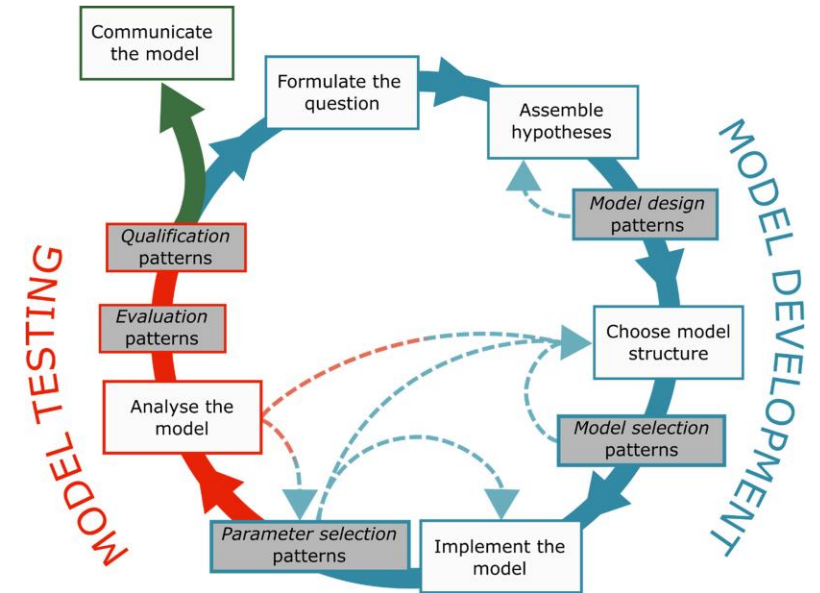 Communicate
the model
Formulate the
question
Assemble
hypotheses
Model design
patterns
MODEL DEVELOPMENT
Choose model
structure
Model selection
patterns
Implement the
model
Parameter selection
patterns
Analyse the
model
Evaluation
patterns
Qualification
patterns
MODEL TESTING